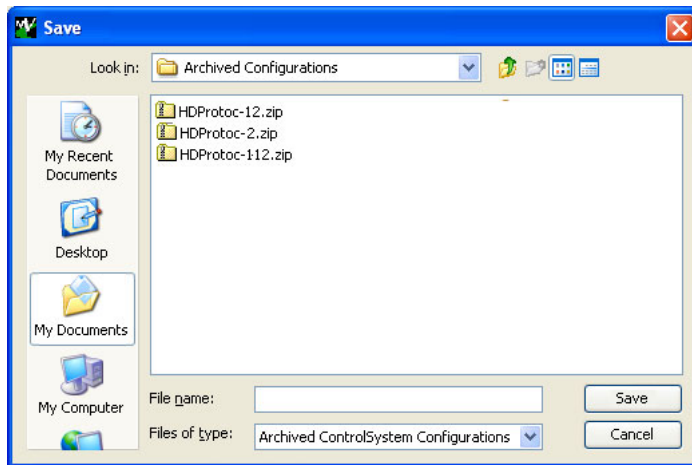 Save
Look in:
Archived Configurations
HDProtoc-12.zip
HDProtoc-2.zip
HDProtoc-112.zip
My Recent
Documents
Desktop
My Documents
My Computer
File name:
Save
Files of type:
Archived ControlSystem Configurations
Cancel